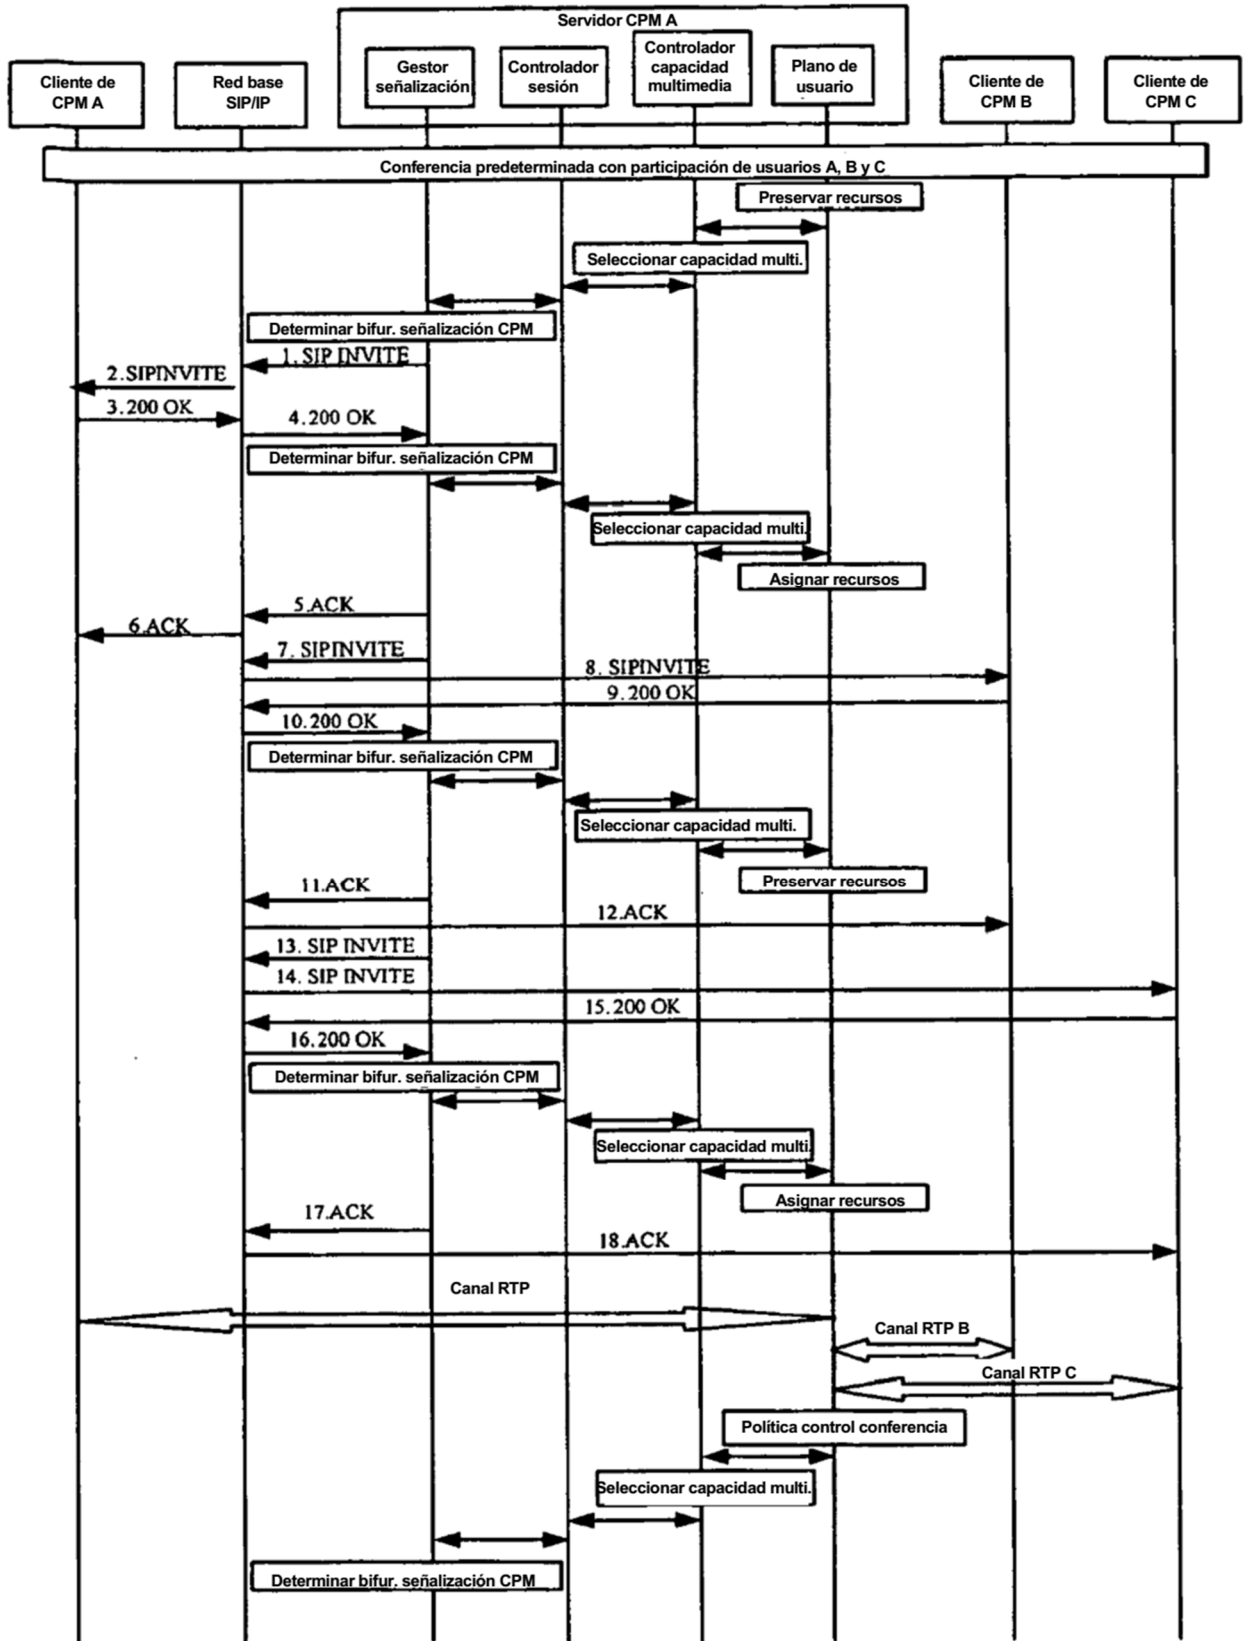 Servidor CPM A
Cliente de
CPM A
Red base
SIP/IP
Gestor
señalización
Controlador
sesión
Controlador
capacidad
multimedia
Plano de
usuario
Cliente de
CPM B
Cliente de
CPM C
Conferencia predeterminada con participación de usuarios A, B y C
Preservar recursos
Seleccionar capacidad multi.
Determinar bifur. señalización CPM
1. SIP INVITE
2.SIPINVITE
3.200 OK
4.200 OK
Determinar bifur. señalización CPM
Seleccionar capacidad multi.
Asignar recursos
5.ACK
6.ACK
7. SIPINVITE
8. SIPINVITE
9.200 OK
10.200 OK
Determinar bifur. señalización CPM
Seleccionar capacidad multi.
Preservar recursos
11.ACK
12.ACK
13. SIP INVITE
14. SIP INVITE
15.200 OK
16.200 OK
Determinar bifur. señalización CPM
Seleccionar capacidad multi.
Asignar recursos
17.ACK
18.ACK
Canal RTP
Canal RTP B
Canal RTP C
Política control conferencia
Seleccionar capacidad multi.
Determinar bifur. señalización CPM